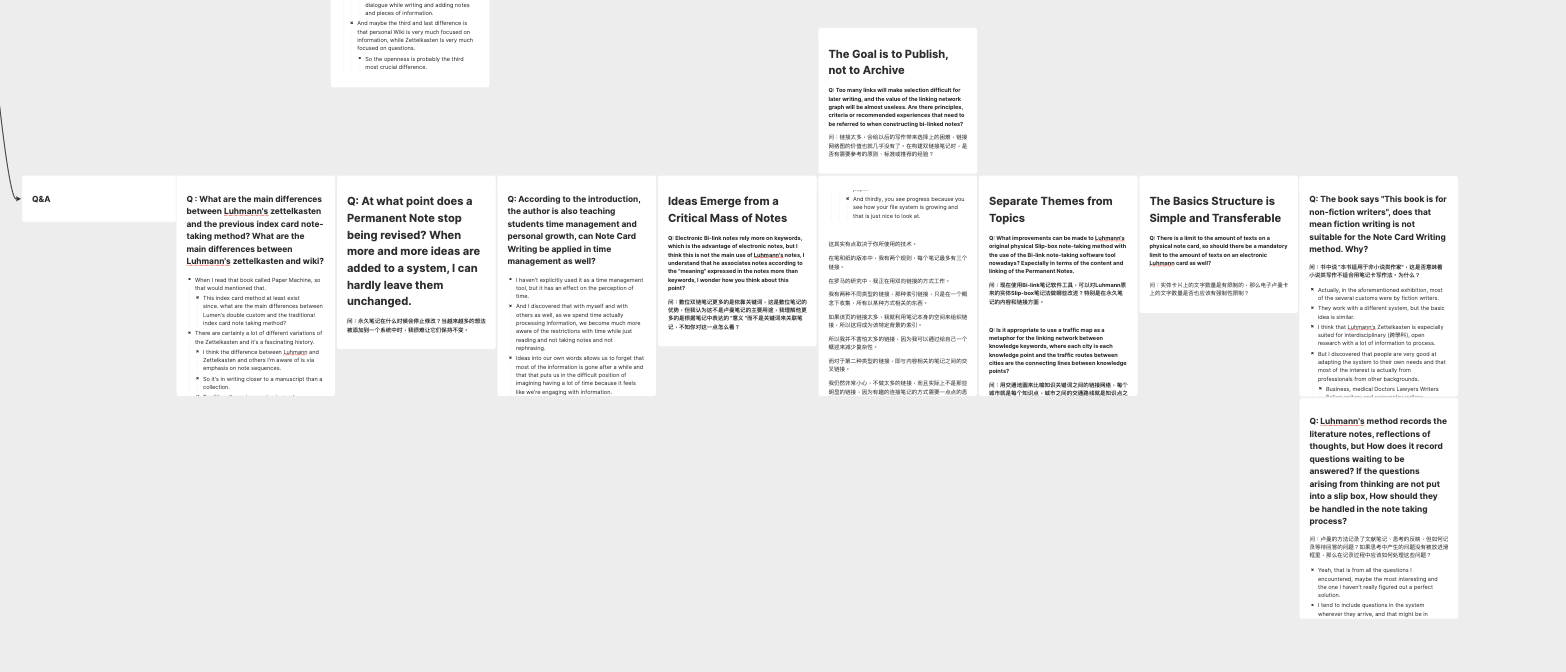 dialogue while writing and adding notes
and pieces of information.
And maybe the third and last difference is
that personal Wiki is very much focused on
information, while Zettelkasten Is very much
focused on questions.
So the openness is probably the third
most crucial difference.
The Goal is to Publish,
not to Archive
Q: Too many links will make selection difficult for
later writing, and the value of the linking network
graph will be almost useless. Are there principles,
criteria or recommended experiences that need to
be referred to when constructing bi-linked notes?
问：链接太多，会给以后的写作带来选择上的困难，链接
网络图的价值也就几乎没有了。在构建双链接笔记时，是
否有需要参考的原则、标准或推荐的经验？
Q&A
Q : What are the main differences
between Luhmann's zettelkasten
and the previous index card note-
taking method? What are the
main differences between
Luhmann's zettelkasten and wiki?
When I read that book called Paper Machine, so
that would mentioned that.
This index card method at least exist
since. what are the main differences between
Lumen's double custom and the traditional
index card note taking method?
There are certainly a lot of different variations of
the Zettelkasten and it's a fascinating history.
I think the difference between Luhmann and
Zettelkasten and others I'm aware of is via
emphasis on note sequences.
So it's in writing closer to a manuscript than a
collection.
Q: At what point does a
Permanent Note stop
being revised? When
more and more ideas are
added to a system, I can
hardly leave them
unchanged.
问：永久笔记在什么时候会停止修改？当越来越多的想法
被添加到一个系统中时，我很难让它们保持不变。
Q: According to the introduction,
the author is also teaching
students time management and
personal growth, can Note Card
Writing be applied in time
management as well?
I haven't explicitly used it as a time management
tool, but it has an effect on the perception of
time.
And I discovered that with myself and with
others as well, as we spend time actually
processing information, we become much more
aware of the restrictions with time while just
reading and not taking notes and not
rephrasing.
Ideas into our own words allows us to forget that
most of the information is gone after a while and
that that puts us in the difficult position of
imagining having a lot of time because it feels
like we're engaging with information.
Ideas Emerge from a
Critical Mass of Notes
Q: Electronic Bi-link notes rely more on keywords,
which is the advantage of electronic notes, but I
think this is not the main use of Luhmann's notes, I
understand that he associates notes according to
the "meaning" expressed in the notes more than
keywords, I wonder how you think about this
point?
问：数位双链笔记更多的是依靠关键词，这是数位笔记的
优势，但我认为这不是卢曼笔记的主要用途，我理解他更
多的是根据笔记中表达的"意义"而不是关键词来关联笔
记，不知你对这一点怎么看？
And thirdly, you see progress because you
see how your file system is growing and
that is just nice to look at.
这其实有点取决于你所使用的技术。
在笔和纸的版本中，我有两个规则，每个笔记最多有三个
链接。
在罗马的研究中，我正在用双向链接的方式工作。
我有两种不同类型的链接，那种索引链接，只是在一个概
念下收集，所有以某种方式相关的东西。
如果该页的链接太多，我就利用笔记本身的空间来组织链
接，所以这将成为该特定背景的索引。
所以我并不害怕太多的链接，因为我可以通过给自己一个
概述来减少复杂性。
而对于第二种类型的链接，即与内容相关的笔记之间的交
叉链接。
我仍然非常小心，不做太多的链接，而且实际上不是那些
明显的链接，因为有趣的连接笔记的方式需要一点点的思
Separate Themes from
Topics
Q: What improvements can be made to Luhmann's
original physical Slip-box note-taking method with
the use of the Bi-link note-taking software tool
nowadays? Especially in terms of the content and
linking of the Permanent Notes.
问：现在使用Bi-link笔记软件工具，可以对Luhmann原
来的实体Slip-box笔记法做哪些改进？特别是在永久笔
记的内容和链接方面。
Q: Is it appropriate to use a traffic map as a
metaphor for the linking network between
knowledge keywords, where each city is each
knowledge point and the traffic routes between
cities are the connecting lines between knowledge
points?
问：用交通地图来比喻知识关键词之间的链接网络，每个
城市就是每个知识点，城市之间的交通路线就是知识点之
The Basics Structure is
Simple and Transferable
Q: There is a limit to the amount of texts on a
physical note card, so should there be a mandatory
limit to the amount of texts on an electronic
Luhmann card as well?
问：实体卡片上的文字数量是有限制的，那么电子卢曼卡
上的文字数量是否也应该有强制性限制？
Q: The book says "This book is for
non-fiction writers", does that
mean fiction writing is not
suitable for the Note Card Writing
method. Why?
问：书中说"本书适用于非小说类作家"，这是否意味着
小说类写作不适合用笔记卡写作法。为什么？
Actually, in the aforementioned exhibition, most
of the several customs were by fiction writers.
They work with a different system, but the basic
idea is similar.
I think that Luhmann's Zettelkasten is especially
suited for interdisciplinary (跨學科), open
research with a lot of information to process.
But I discovered that people are very good at
adapting the system to their own needs and that
most of the interest is actually from
professionals from other backgrounds.
Business, medical Doctors Lawyers Writers
Q: Luhmann's method records the
literature notes, reflections of
thoughts, but How does it record
questions waiting to be
answered? If the questions
arising from thinking are not put
into a slip box, How should they
be handled in the note taking
process?
问：卢曼的方法记录了文献笔记、思考的反映，但如何记
录等待回答的问题？如果思考中产生的问题没有被放进滑
框里，那么在记录过程中应该如何处理这些问题？
Yeah, that is from all the questions I
encountered, maybe the most interesting and
the one I haven't really figured out a perfect
solution.
I tend to include questions in the system
wherever they arrive, and that might be in